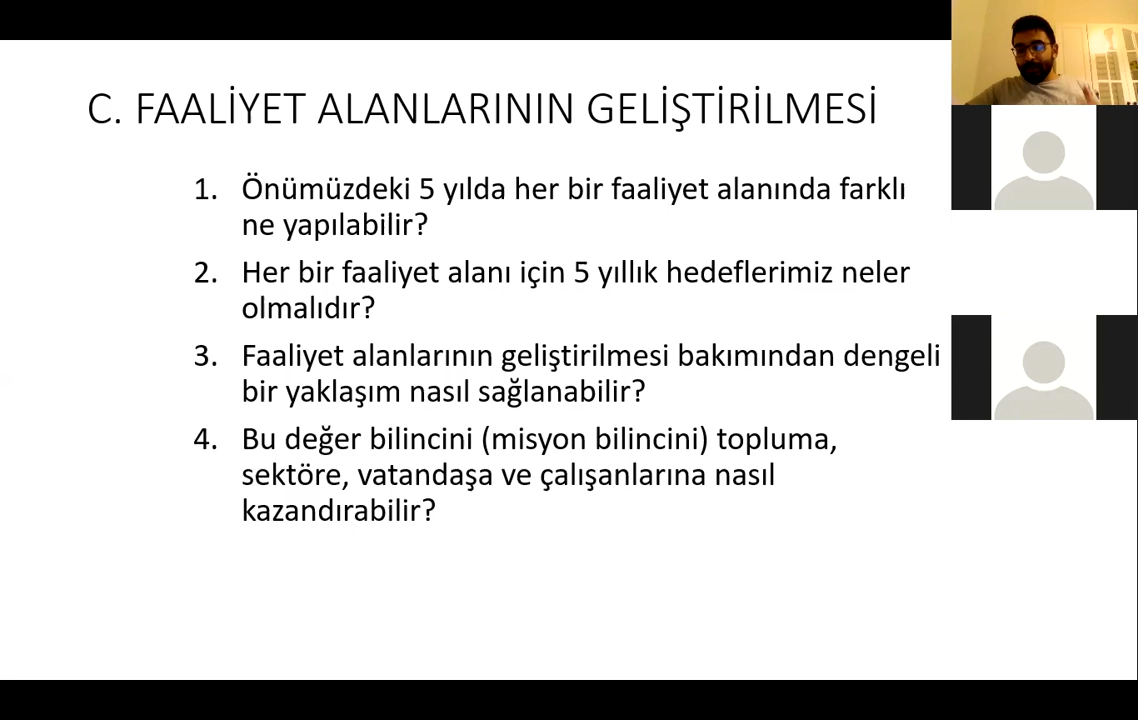 C. FAALİYET ALANLARININ GELİŞTİRİLMESİ
1. Önümüzdeki 5 yılda her bir faaliyet alanında farklı
ne yapılabilir?
2. Her bir faaliyet alanı için 5 yıllık hedeflerimiz neler
olmalıdır?
3. Faaliyet alanlarının geliştirilmesi bakımından dengeli
bir yaklaşım nasıl sağlanabilir?
4. Bu değer bilincini (misyon bilincini) topluma,
sektöre, vatandaşa ve çalışanlarına nasıl
kazandırabilir?